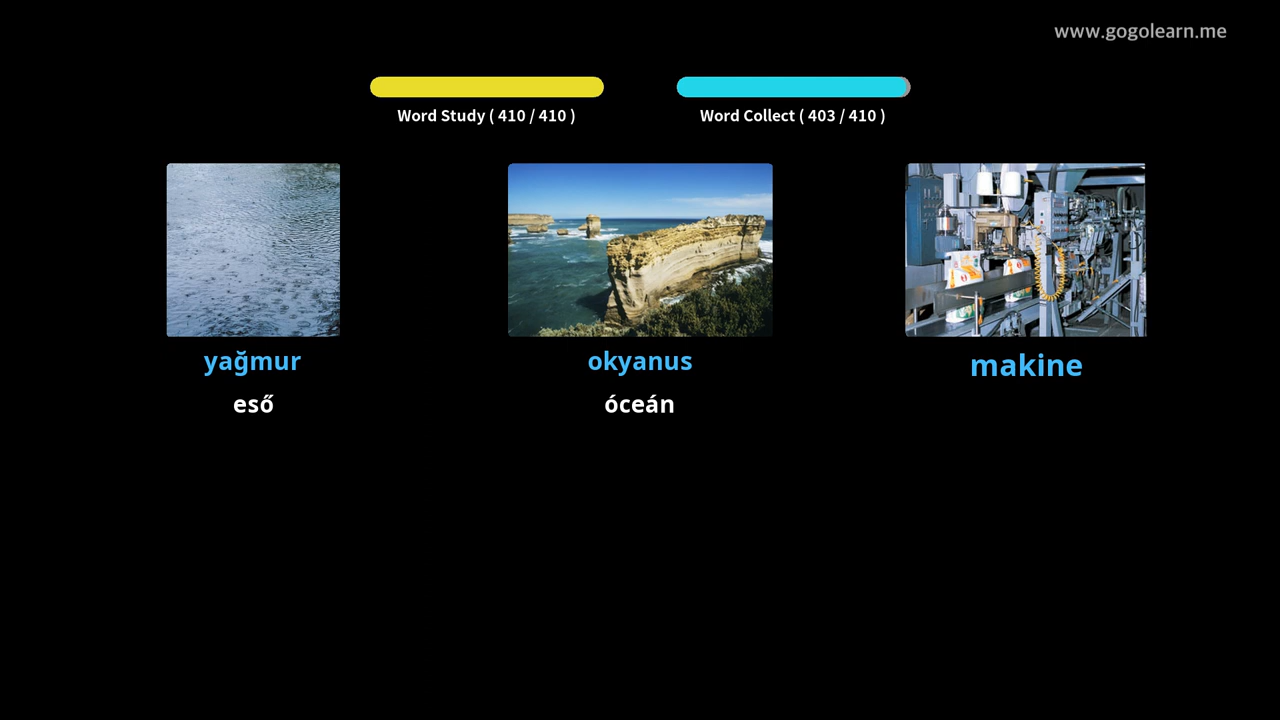 www.gogolearn.me
Word Study ( 410 / 410 )
Word Collect ( 403 / 410 )
yağmur
okyanus
makine
eső
óceán